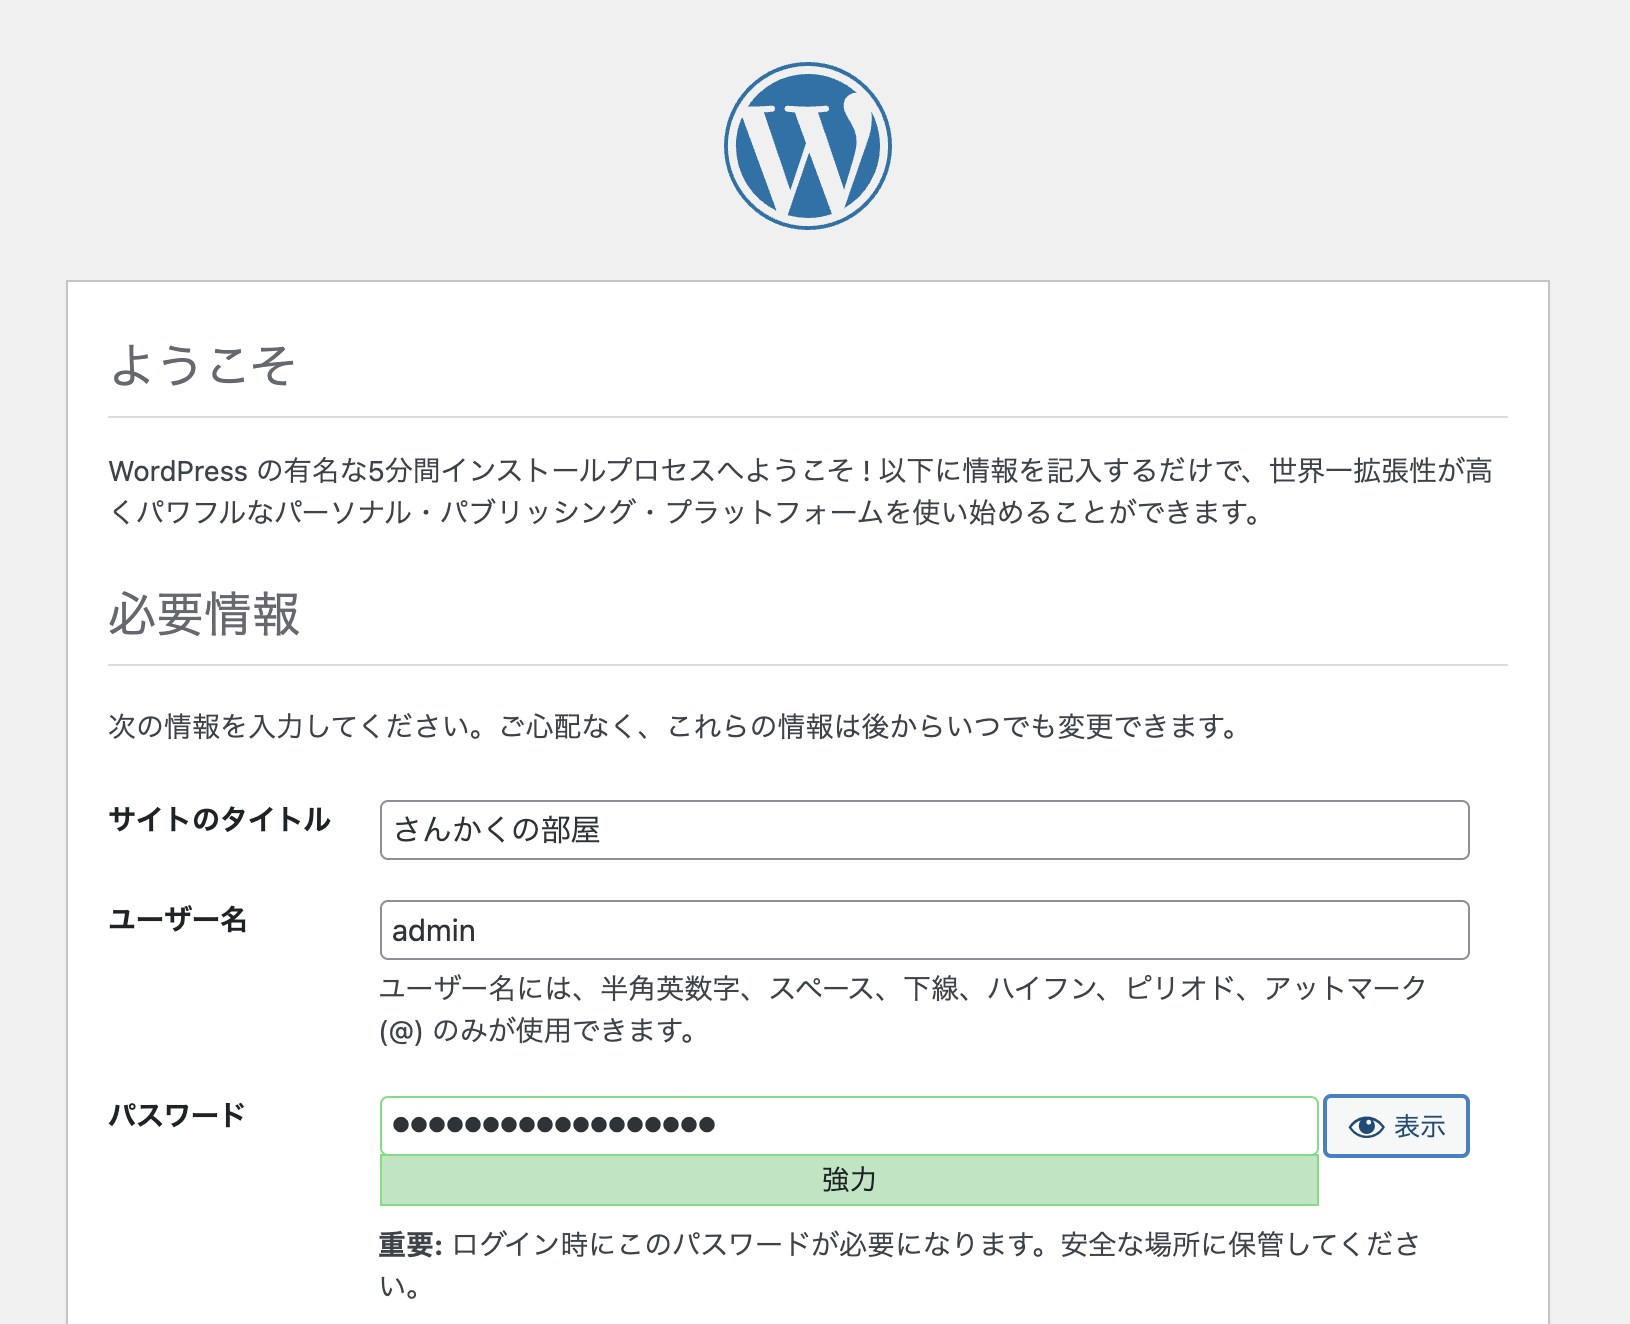 ようこそ
WordPress の有名な5分間インストールプロセスへようこそ ! 以下に情報を記入するだけで、世界一拡張性が高
くパワフルなパーソナル・パブリッシング・プラットフォームを使い始めることができます。
必要情報
次の情報を入力してください。ご心配なく、これらの情報は後からいつでも変更できます。
サイトのタイトル
さんかくの部屋
ユーザー名
admin
ユーザー名には、半角英数字、スペース、下線、ハイフン、ピリオド、アットマーク
(@) のみが使用できます。
パスワード
●●●●●●●●●●●●●●●●●●
表示
強力
重要: ログイン時にこのパスワードが必要になります。安全な場所に保管してくださ
い。